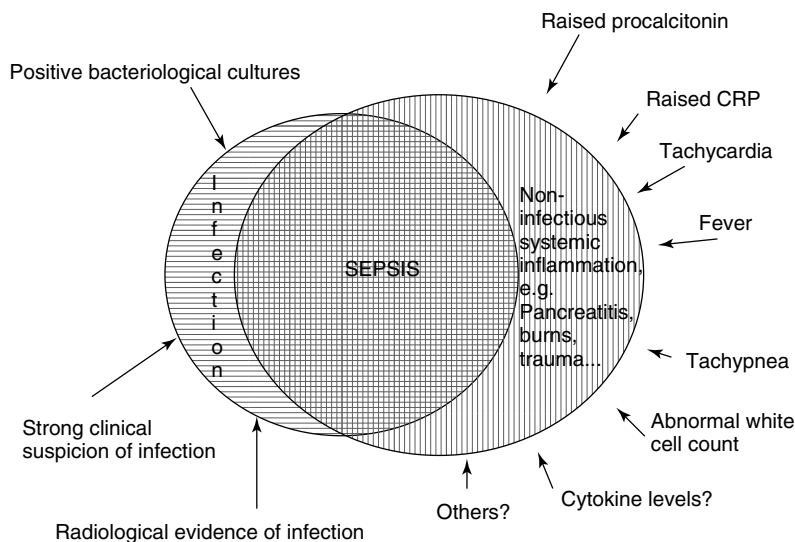 Raised procalcitonin
Positive bacteriological cultures
Raised CRP
Tachycardia
Infection
Non-
infectious
systemic
inflammation,
e.g.
Pancreatitis,
burns,
trauma...
Fever
SEPSIS
Tachypnea
Strong clinical
suspicion of infection
Abnormal white
cell count
Cytokine levels?
Others?
Radiological evidence of infection